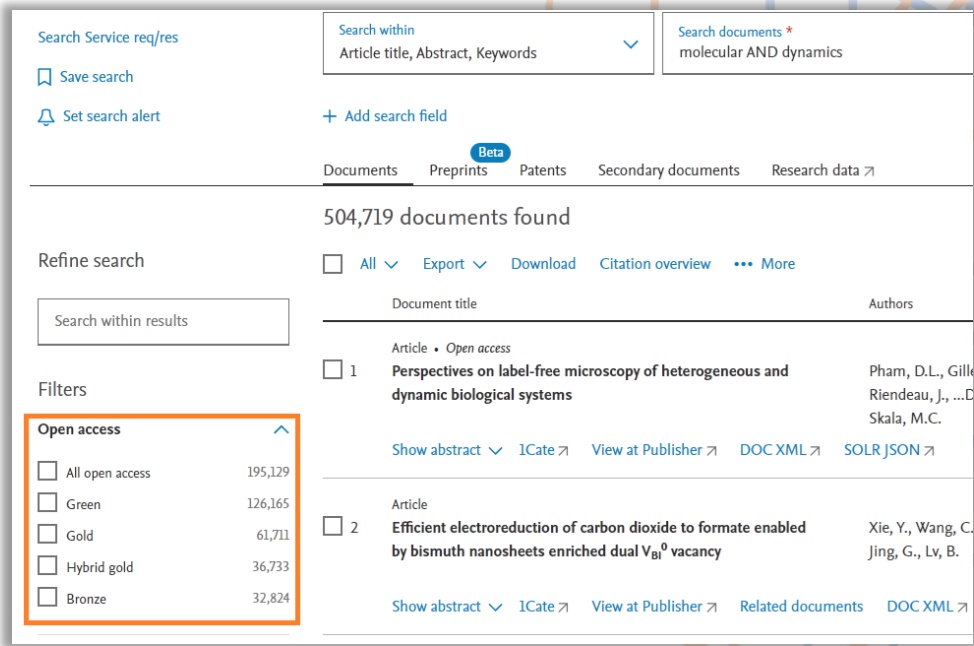 Search Service req/res
Save search
Set search alert
Search within
Article title, Abstract, Keywords
Search documents *
molecular AND dynamics
+ Add search field
Beta
Documents Preprints Patents Secondary documents Research data
504,719 documents found
Refine search
Search within results
Filters
Open access
All open access 195,129
Green 126,165
Gold 61,711
Hybrid gold 36,733
Bronze 32,824
All Export Download Citation overview ••• More
Document title Authors
Article • Open access
1 Perspectives on label-free microscopy of heterogeneous and
dynamic biological systems
Pham, D.L., Gille
Riendeau, J., ...D
Skala, M.C.
Show abstract 1Cate View at Publisher DOC XML SOLR JSON
Article
2 Efficient electroreduction of carbon dioxide to formate enabled
by bismuth nanosheets enriched dual VBI0 vacancy
Xie, Y., Wang, C.
Jing, G., Lv, B.
Show abstract 1Cate View at Publisher Related documents DOC XML